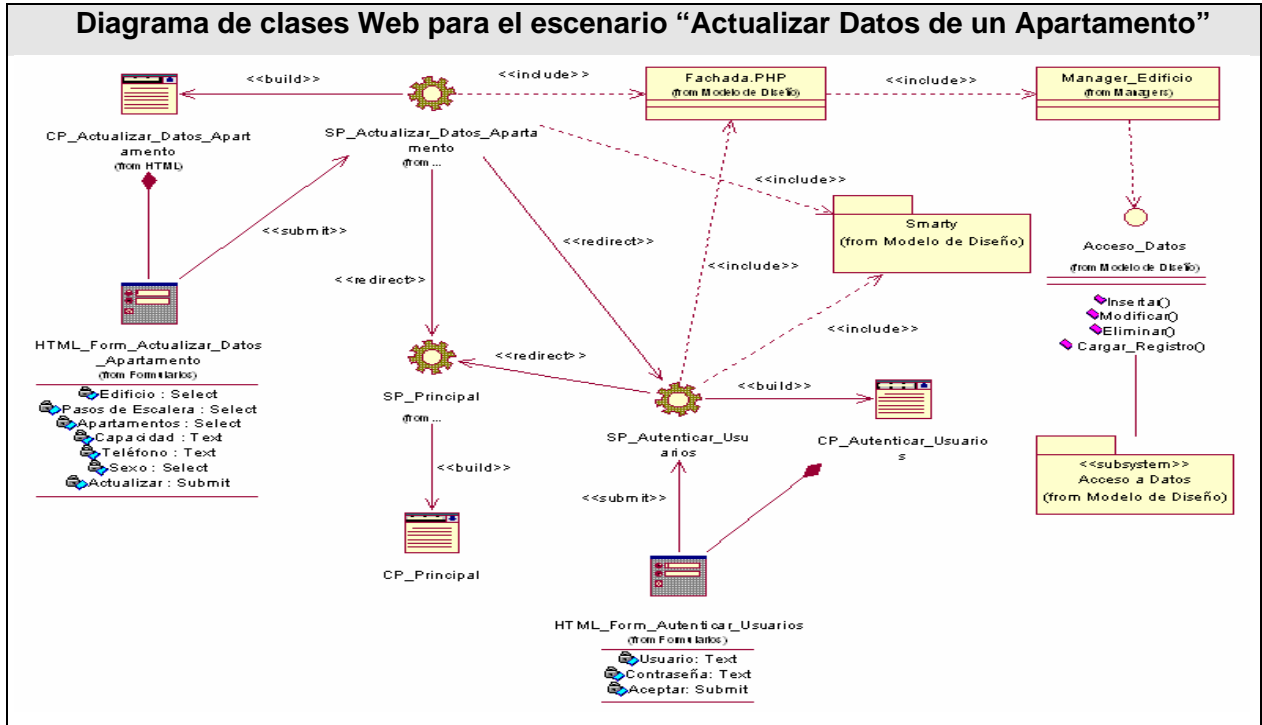 Diagrama de clases Web para el escenario “Actualizar Datos de un Apartamento”
<<build>>
<<include>>
Fachada.PHP
(from Modelo de Diseño)
<<include>>
Manager_Edificio
(from Managers)
CP_Actualizar_Datos_Apart
amento
(from HTML)
SP_Actualizar_Datos_Aparta
mento
(from ...
<<include>>
<<submit>>
<<redirect>>
Smarty
(from Modelo de Diseño)
Acceso_Datos
(from Modelo de Diseño)
<<redirect>>
<<include>>
Insertar()
Modificar()
Eliminar()
Cargar_Registro()
<<include>>
HTML_Form_Actualizar_Datos
_Apartamento
(from Formularios)
Edificio : Select
Pasos de Escalera : Select
Apartamentos : Select
Capacidad : Text
Teléfono : Text
Sexo : Select
Actualizar : Submit
<<redirect>>
SP_Principal
(from ...
<<build>>
SP_Autenticar_Usu
arios
CP_Autenticar_Usuario
s
<<build>>
<<submit>>
<<subsystem>>
Acceso a Datos
(from Modelo de Diseño)
CP_Principal
HTML_Form_Autenticar_Usuarios
(from Formularios)
Usuario: Text
Contraseña: Text
Aceptar: Submit